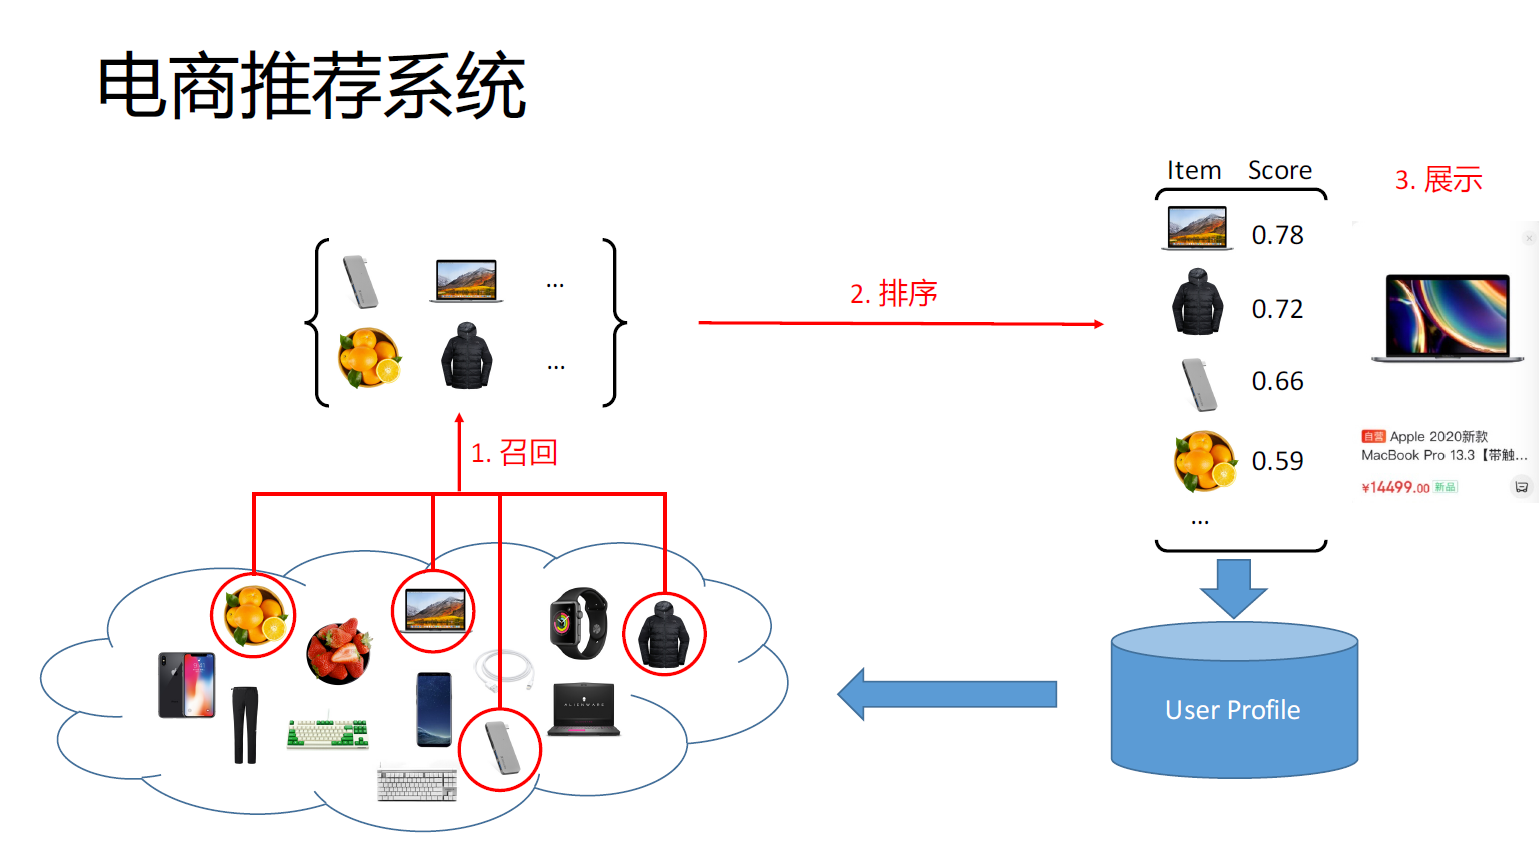 电商推荐系统
Item Score
3. 展示
0.78
...
2. 排序
0.72
...
0.66
1. 召回
0.59
自营 Apple 2020新款
MacBook Pro 13.3【带触...
¥14499.00 新品
...
ALIENWARE
User Profile